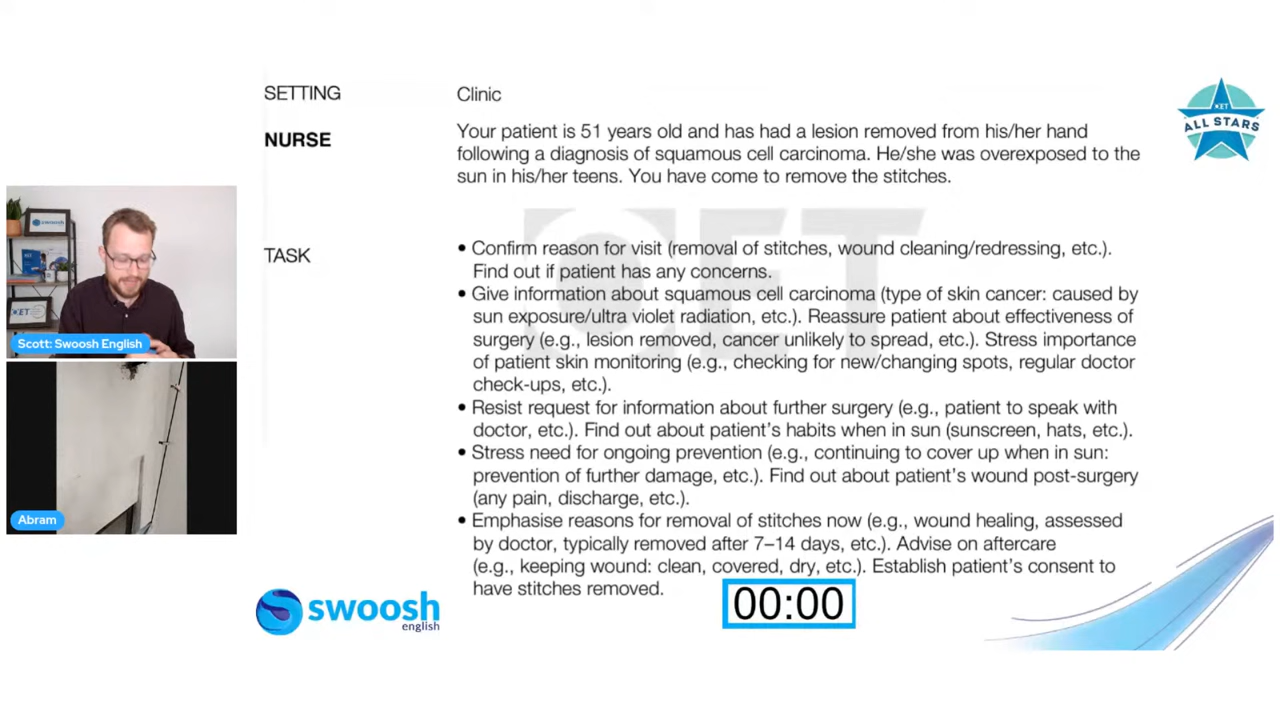 SETTING
Clinic
NURSE
Your patient is 51 years old and has had a lesion removed from his/her hand
following a diagnosis of squamous cell carcinoma. He/she was overexposed to the
sun in his/her teens. You have come to remove the stitches.
TASK
• Confirm reason for visit (removal of stitches, wound cleaning/redressing, etc.).
Find out if patient has any concerns.
• Give information about squamous cell carcinoma (type of skin cancer: caused by
sun exposure/ultra violet radiation, etc.). Reassure patient about effectiveness of
surgery (e.g., lesion removed, cancer unlikely to spread, etc.). Stress importance
of patient skin monitoring (e.g., checking for new/changing spots, regular doctor
check-ups, etc.).
• Resist request for information about further surgery (e.g., patient to speak with
doctor, etc.). Find out about patient's habits when in sun (sunscreen, hats, etc.).
• Stress need for ongoing prevention (e.g., continuing to cover up when in sun:
prevention of further damage, etc.). Find out about patient's wound post-surgery
(any pain, discharge, etc.).
• Emphasise reasons for removal of stitches now (e.g., wound healing, assessed
by doctor, typically removed after 7–14 days, etc.). Advise on aftercare
(e.g., keeping wound: clean, covered, dry, etc.). Establish patient's consent to
have stitches removed.
00:00
swoosh
english
OET
ALL STARS
swoosh
OET
Scott: Swoosh English
Abram
OET